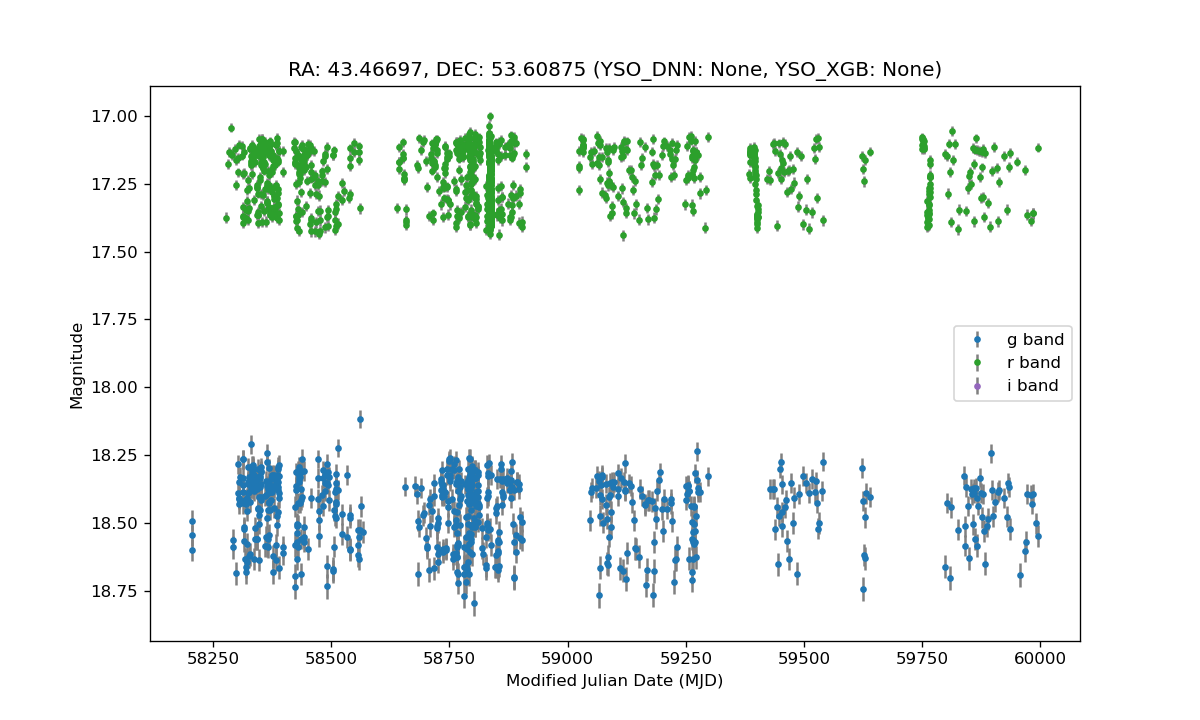 RA: 43.46697, DEC: 53.60875 (YSO_DNN: None, YSO_XGB: None)
17.00
17.25
17.50
17.75
18.00
18.25
18.50
18.75
Magnitude
g band
r band
i band
58250 58500 58750 59000 59250 59500 59750 60000
Modified Julian Date (MJD)